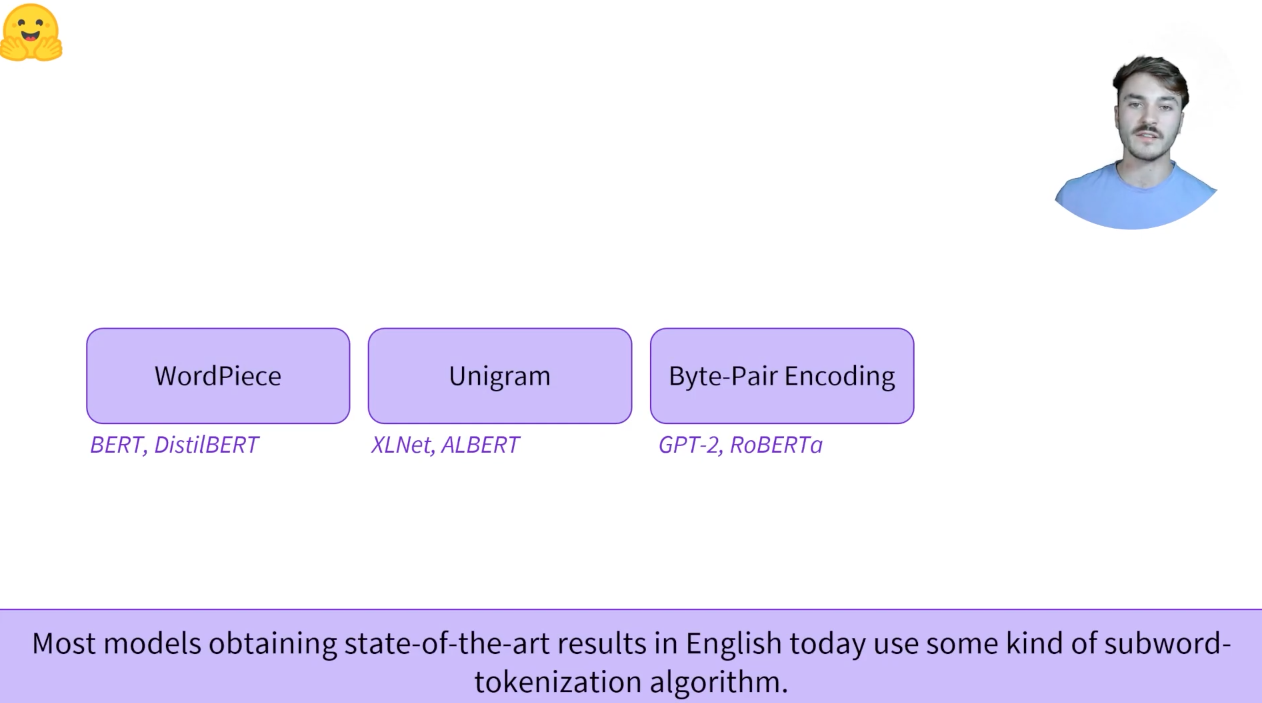 WordPiece
Unigram
Byte-Pair Encoding
BERT, DistilBERT
XLNet, ALBERT
GPT-2, RoBERTa
Most models obtaining state-of-the-art results in English today use some kind of subword-
tokenization algorithm.